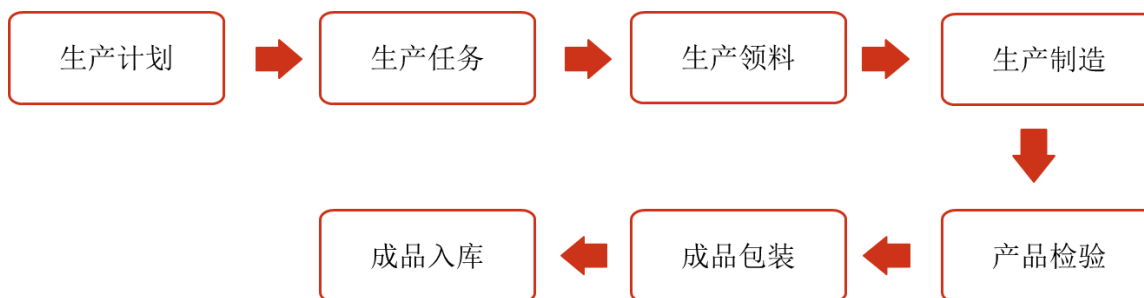 生产计划
生产任务
生产领料
生产制造
产品检验
成品包装
成品入库